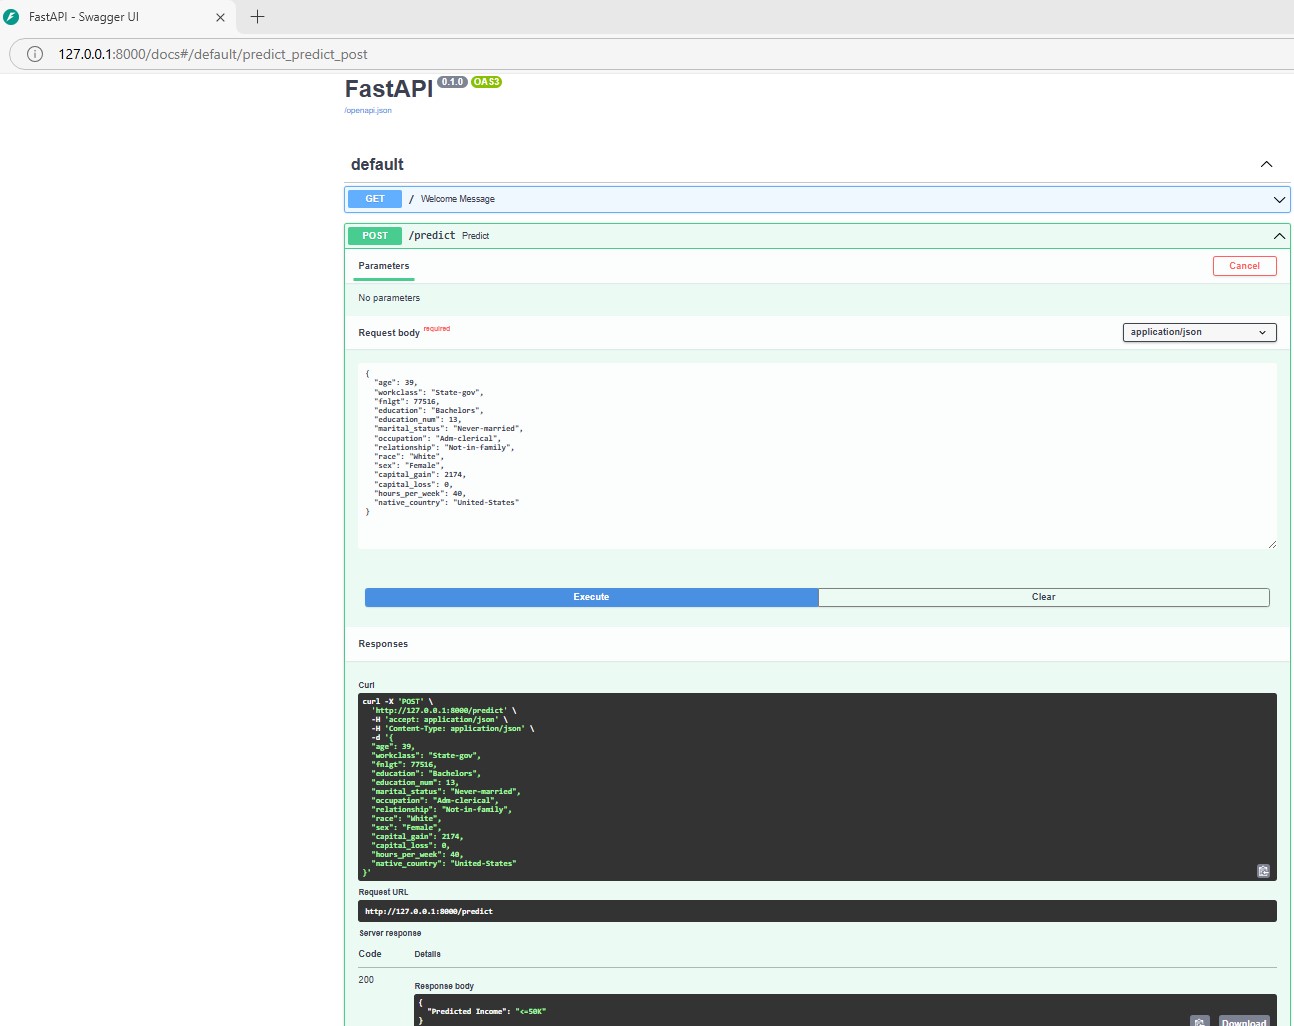 FastAPI - Swagger UI
127.0.0.1:8000/docs#/default/predict_predict_post
FastAPI 0.1.0 OAS3
/openapi.json
default
GET / Welcome Message
POST /predict Predict
Parameters Cancel
No parameters
Request body required application/json
{
"age": 39,
"workclass": "State-gov",
"fnlgt": 77516,
"education": "Bachelors",
"education_num": 13,
"marital_status": "Never-married",
"occupation": "Adm-clerical",
"relationship": "Not-in-family",
"race": "White",
"sex": "Female",
"capital_gain": 2174,
"capital_loss": 0,
"hours_per_week": 40,
"native_country": "United-States"
}
Execute Clear
Responses
Curl
curl -X 'POST' \
'http://127.0.0.1:8000/predict' \
-H 'accept: application/json' \
-H 'Content-Type: application/json' \
-d '{
"age": 39,
"workclass": "State-gov",
"fnlgt": 77516,
"education": "Bachelors",
"education_num": 13,
"marital_status": "Never-married",
"occupation": "Adm-clerical",
"relationship": "Not-in-family",
"race": "White",
"sex": "Female",
"capital_gain": 2174,
"capital_loss": 0,
"hours_per_week": 40,
"native_country": "United-States"
}'
Request URL
http://127.0.0.1:8000/predict
Server response
Code Details
200
Response body
{
"Predicted Income": "<=50K"
}
Download